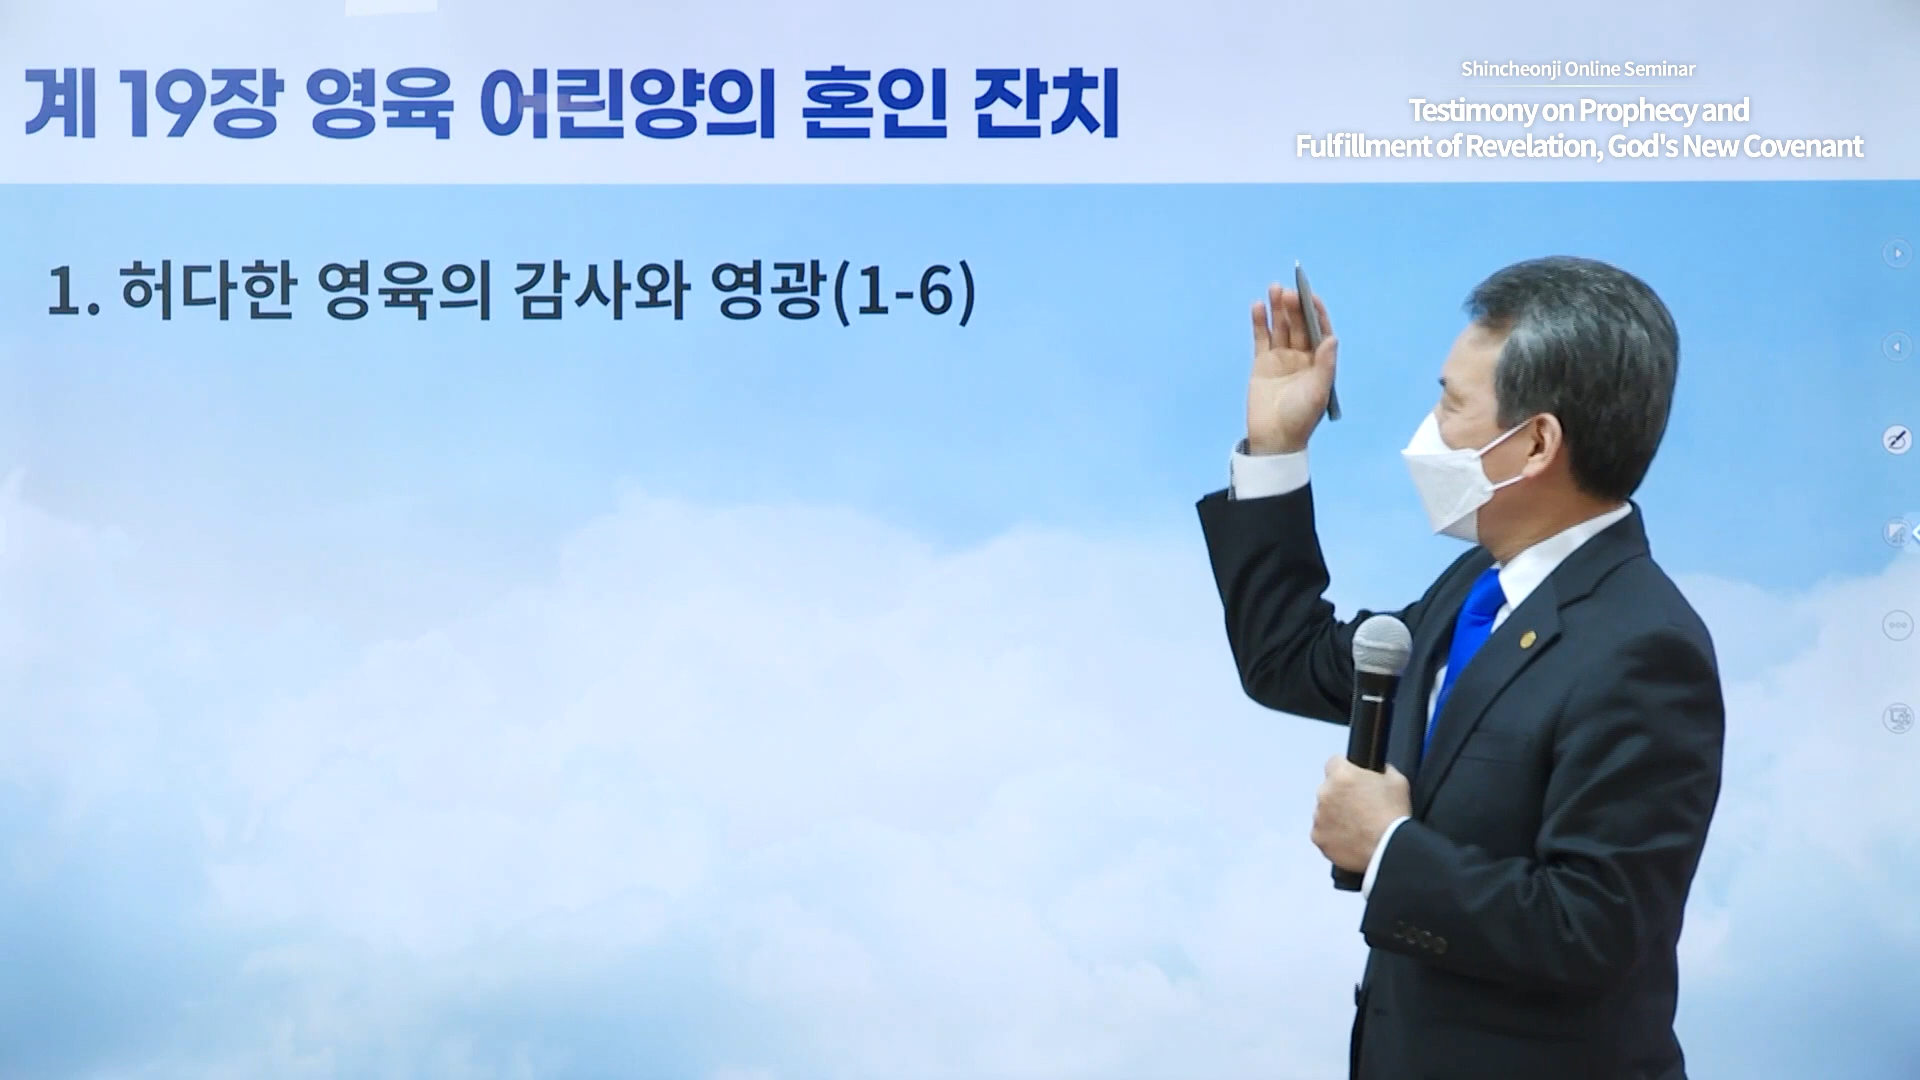 계 19장 영육 어린양의 혼인 잔치
Shincheonji Online Seminar
Testimony on Prophecy and
Fulfillment of Revelation, God's New Covenant
1. 허다한 영육의 감사와 영광(1-6)